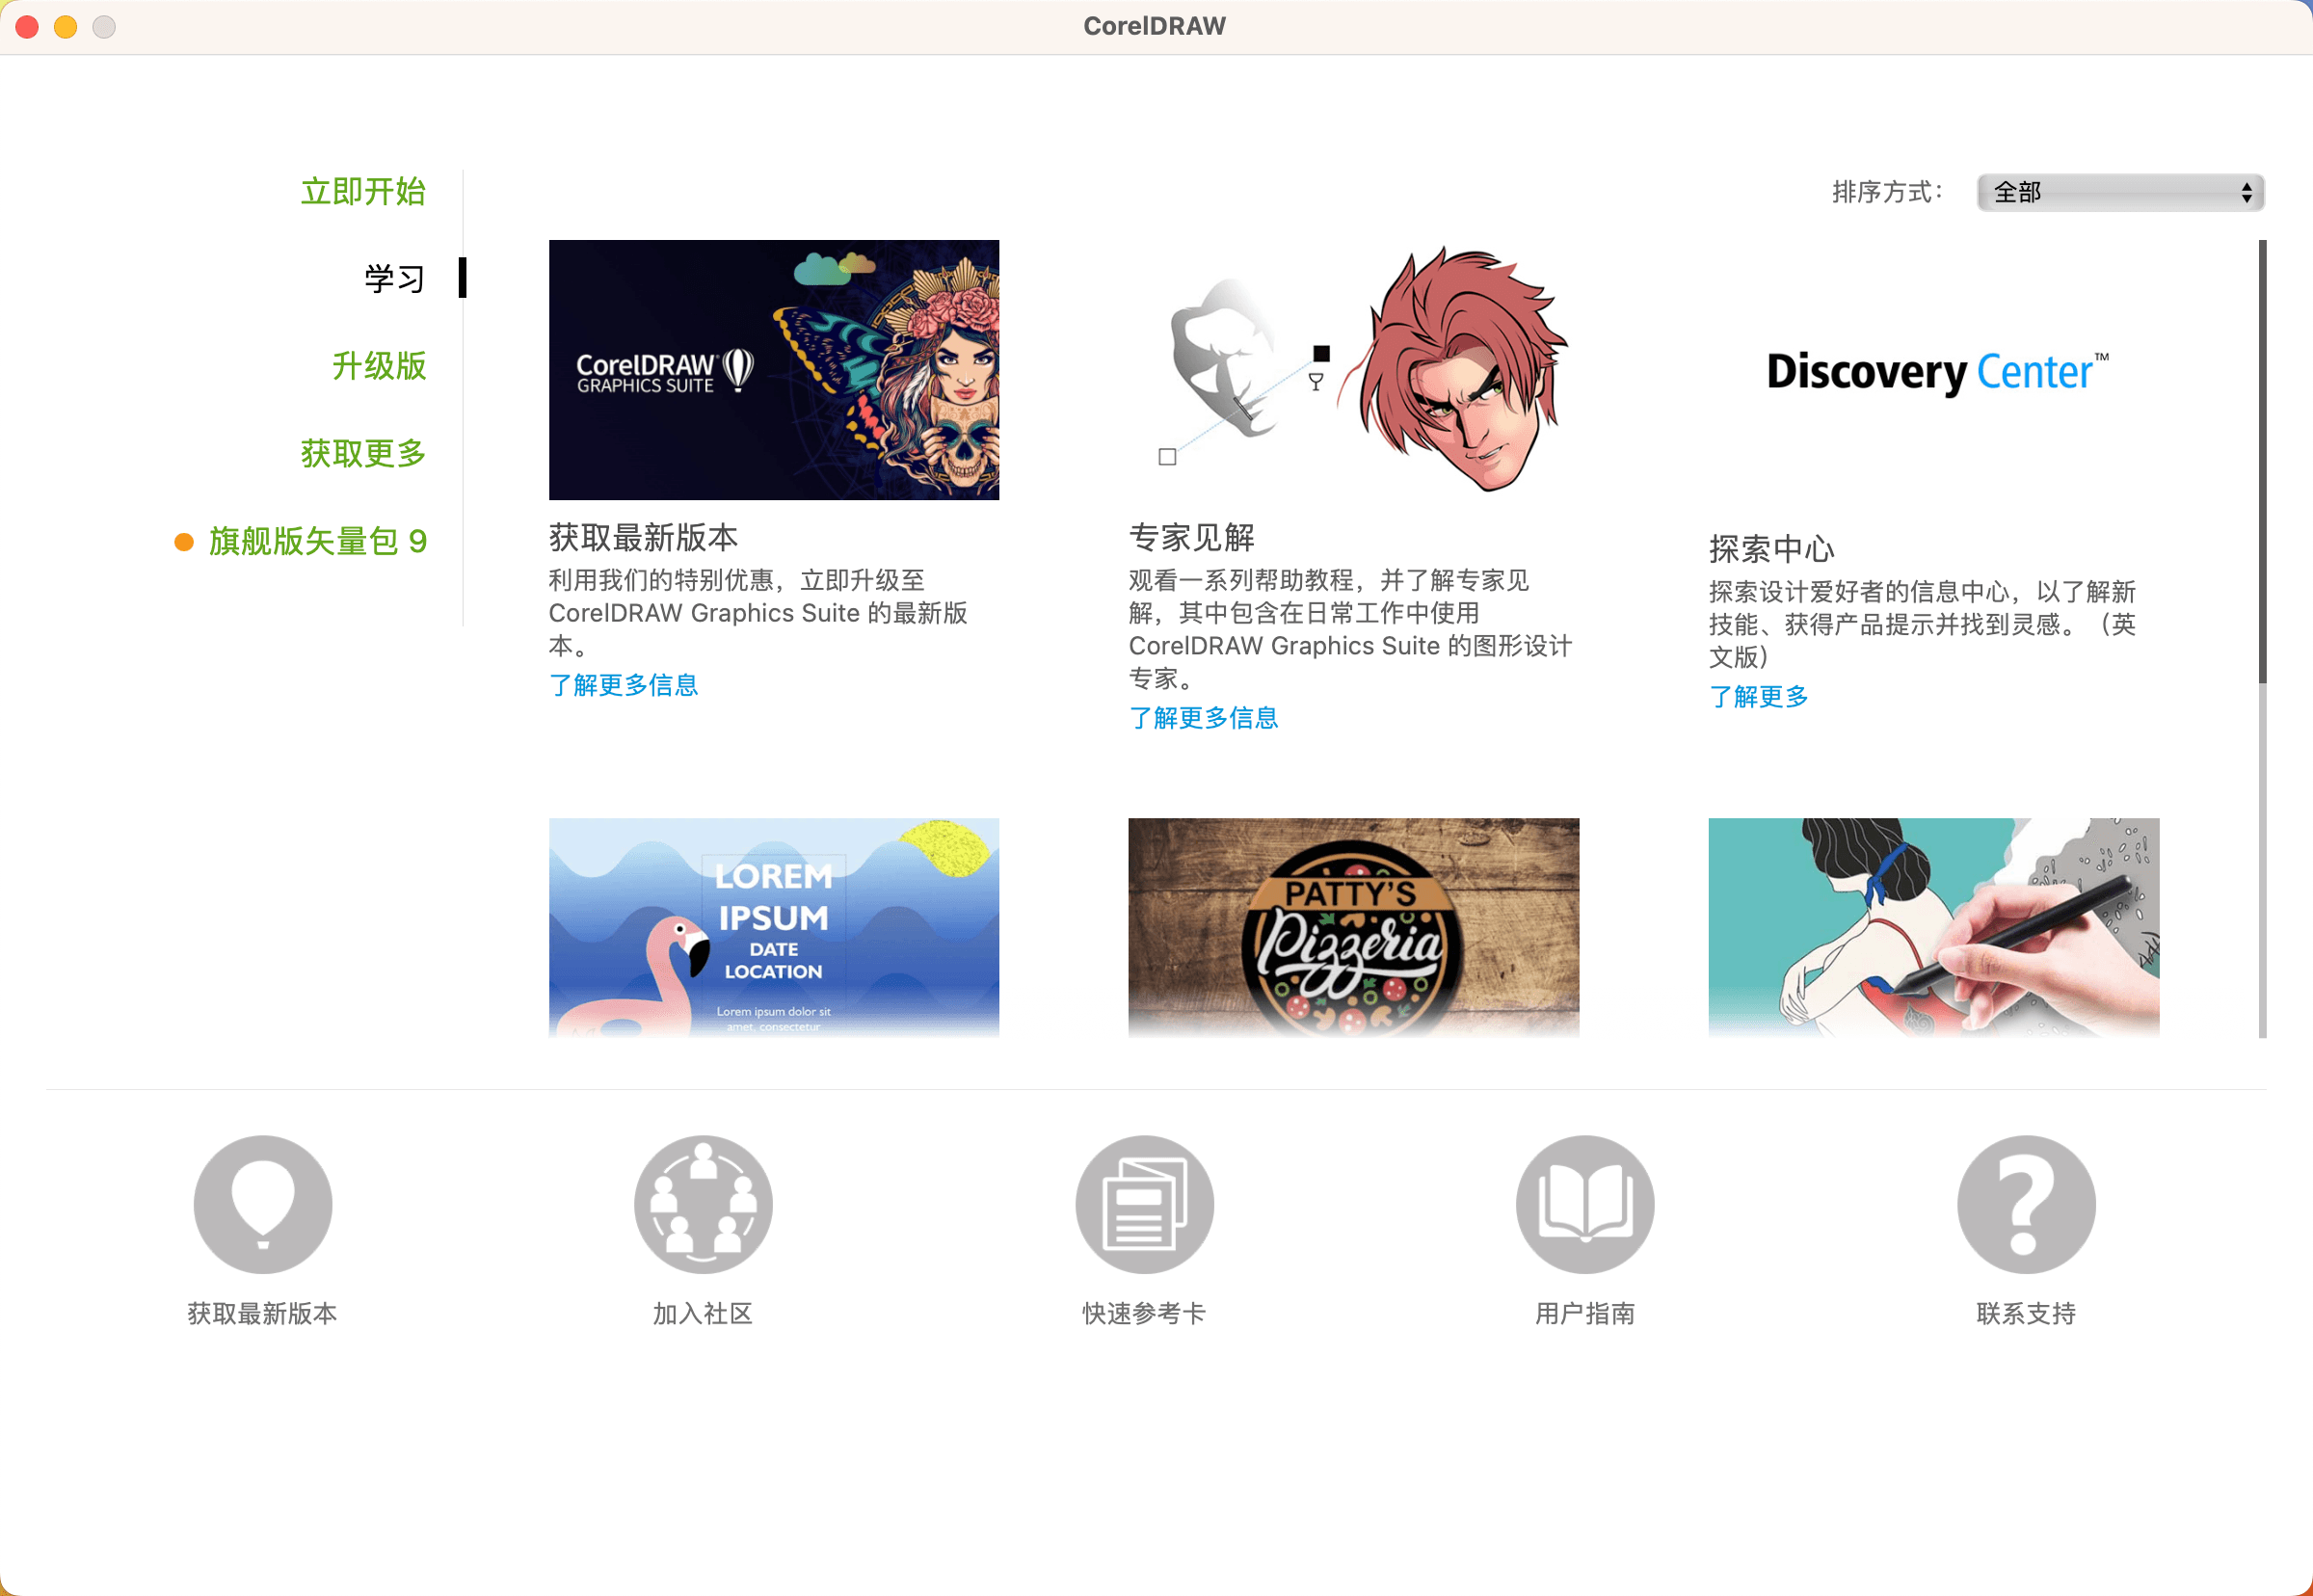 CorelDRAW
立即开始
学习
升级版
获取更多
旗舰版矢量包 9
排序方式：
全部
CorelDRAW®
GRAPHICS SUITE
获取最新版本
利用我们的特别优惠，立即升级至
CorelDRAW Graphics Suite 的最新版
本。
了解更多信息
专家见解
观看一系列帮助教程，并了解专家见
解，其中包含在日常工作中使用
CorelDRAW Graphics Suite 的图形设计
专家。
了解更多信息
Discovery Center™
探索中心
探索设计爱好者的信息中心，以了解新
技能、获得产品提示并找到灵感。（英
文版）
了解更多
LOREM
IPSUM
DATE
LOCATION
Lorem ipsum dolor sit
amet, consectetur
PATTY'S
Pizzeria
获取最新版本
加入社区
快速参考卡
用户指南
联系支持